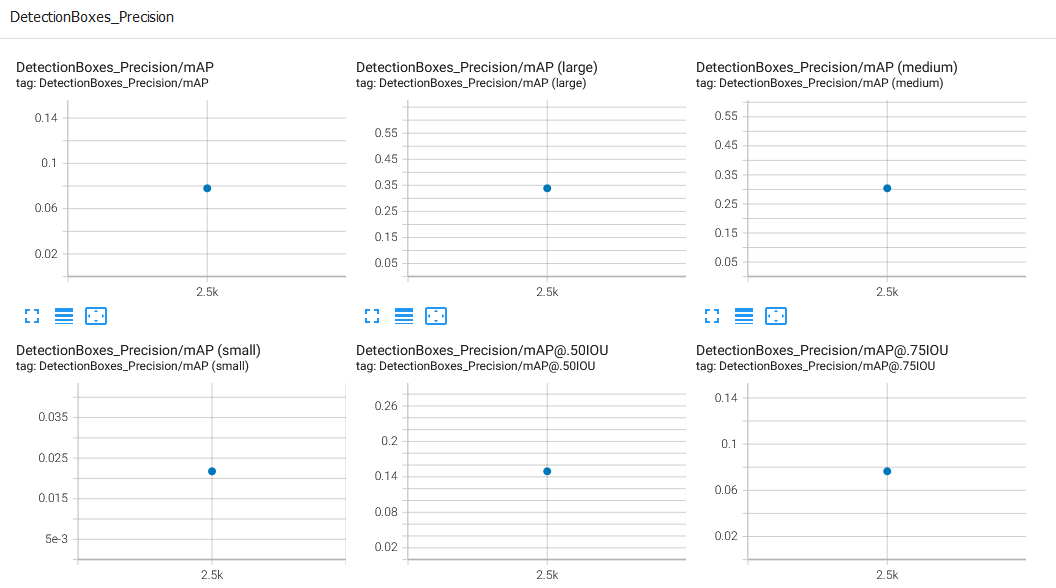 DetectionBoxes_Precision
DetectionBoxes_Precision/mAP
tag: DetectionBoxes_Precision/mAP
0.14
0.1
0.06
0.02
2.5k
DetectionBoxes_Precision/mAP (large)
tag: DetectionBoxes_Precision/mAP (large)
0.55
0.45
0.35
0.25
0.15
0.05
2.5k
DetectionBoxes_Precision/mAP (medium)
tag: DetectionBoxes_Precision/mAP (medium)
0.55
0.45
0.35
0.25
0.15
0.05
2.5k
DetectionBoxes_Precision/mAP (small)
tag: DetectionBoxes_Precision/mAP (small)
0.035
0.025
0.015
5e-3
2.5k
DetectionBoxes_Precision/mAP@.50IOU
tag: DetectionBoxes_Precision/mAP@.50IOU
0.26
0.2
0.14
0.08
0.02
2.5k
DetectionBoxes_Precision/mAP@.75IOU
tag: DetectionBoxes_Precision/mAP@.75IOU
0.14
0.1
0.06
0.02
2.5k